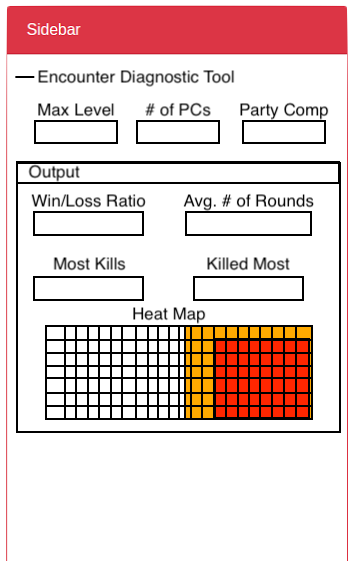 Sidebar
Encounter Diagnostic Tool
Max Level # of PCs Party Comp
Output
Win/Loss Ratio Avg. # of Rounds
Most Kills Killed Most
Heat Map